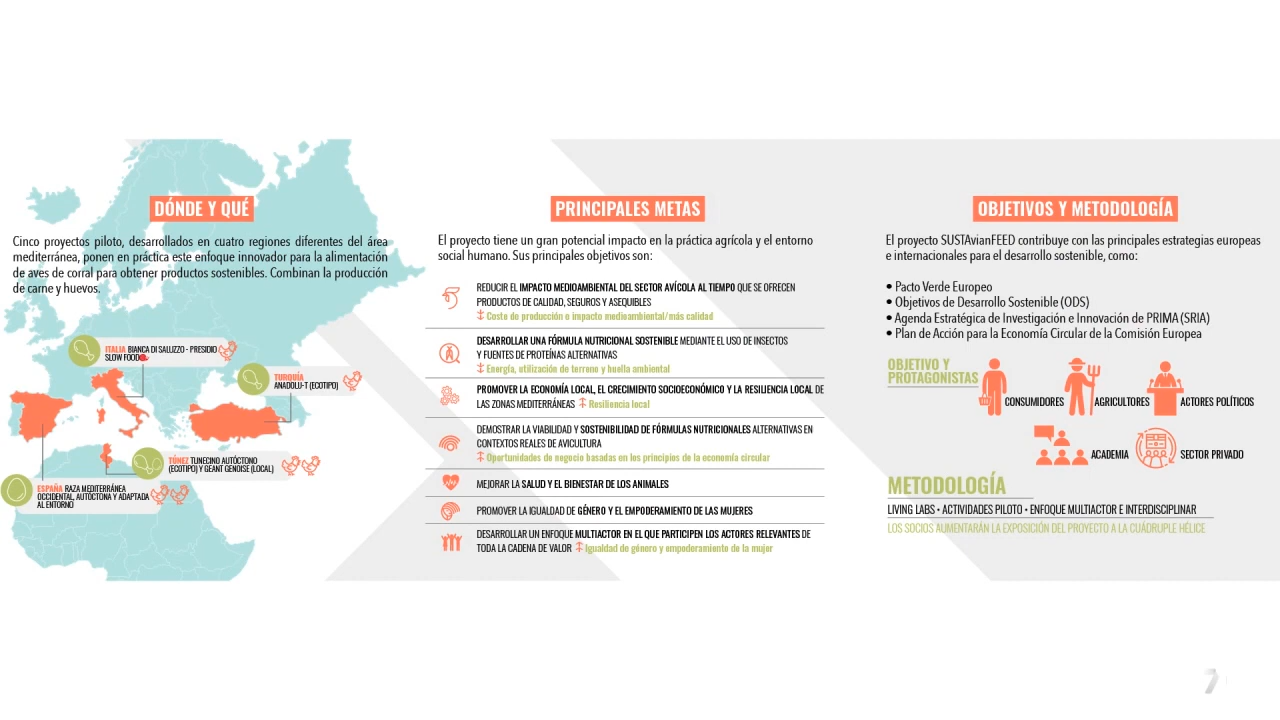 DÓNDE Y QUÉ
Cinco proyectos piloto, desarrollados en cuatro regiones diferentes del área
mediterránea, ponen en práctica este enfoque innovador para la alimentación
de aves de corral para obtener productos sostenibles. Combinan la producción
de carne y huevos.
ITALIA BIANCA DI SALUZZO - PRESIDIO
SLOW FOOD
TURQUÍA
ANADOLU-T (ECOTIPO)
TÚNEZ TUNECINO AUTÓCTONO
(ECOTIPO) Y GEANT GENOISE (LOCAL)
ESPAÑA RAZA MEDITERRÁNEA
OCCIDENTAL, AUTÓCTONA Y ADAPTADA
AL ENTORNO
PRINCIPALES METAS
El proyecto tiene un gran potencial impacto en la práctica agrícola y el entorno
social humano. Sus principales objetivos son:
REDUCIR EL IMPACTO MEDIOAMBIENTAL DEL SECTOR AVÍCOLA AL TIEMPO QUE SE OFRECEN
PRODUCTOS DE CALIDAD, SEGUROS Y ASEQUIBLES
Costo de producción e impacto medioambiental/más calidad
DESARROLLAR UNA FÓRMULA NUTRICIONAL SOSTENIBLE MEDIANTE EL USO DE INSECTOS
Y FUENTES DE PROTEÍNAS ALTERNATIVAS
Energía, utilización de terreno y huella ambiental
PROMOVER LA ECONOMÍA LOCAL, EL CRECIMIENTO SOCIOECONÓMICO Y LA RESILIENCIA LOCAL DE
LAS ZONAS MEDITERRÁNEAS Resiliencia local
DEMOSTRAR LA VIABILIDAD Y SOSTENIBILIDAD DE FÓRMULAS NUTRICIONALES ALTERNATIVAS EN
CONTEXTOS REALES DE AVICULTURA
Oportunidades de negocio basadas en los principios de la economía circular
MEJORAR LA SALUD Y EL BIENESTAR DE LOS ANIMALES
PROMOVER LA IGUALDAD DE GÉNERO Y EL EMPODERAMIENTO DE LAS MUJERES
DESARROLLAR UN ENFOQUE MULTIACTOR EN EL QUE PARTICIPEN LOS ACTORES RELEVANTES DE
TODA LA CADENA DE VALOR Igualdad de género y empoderamiento de la mujer
OBJETIVOS Y METODOLOGÍA
El proyecto SUSTAvianFEED contribuye con las principales estrategias europeas
e internacionales para el desarrollo sostenible, como:
• Pacto Verde Europeo
• Objetivos de Desarrollo Sostenible (ODS)
• Agenda Estratégica de Investigación e Innovación de PRIMA (SRIA)
• Plan de Acción para la Economía Circular de la Comisión Europea
OBJETIVO Y
PROTAGONISTAS
CONSUMIDORES AGRICULTORES ACTORES POLÍTICOS
ACADEMIA SECTOR PRIVADO
METODOLOGÍA
LIVING LABS • ACTIVIDADES PILOTO • ENFOQUE MULTIACTOR E INTERDISCIPLINAR
LOS SOCIOS AUMENTARÁN LA EXPOSICIÓN DEL PROYECTO A LA CUÁDRUPLE HÉLICE
7